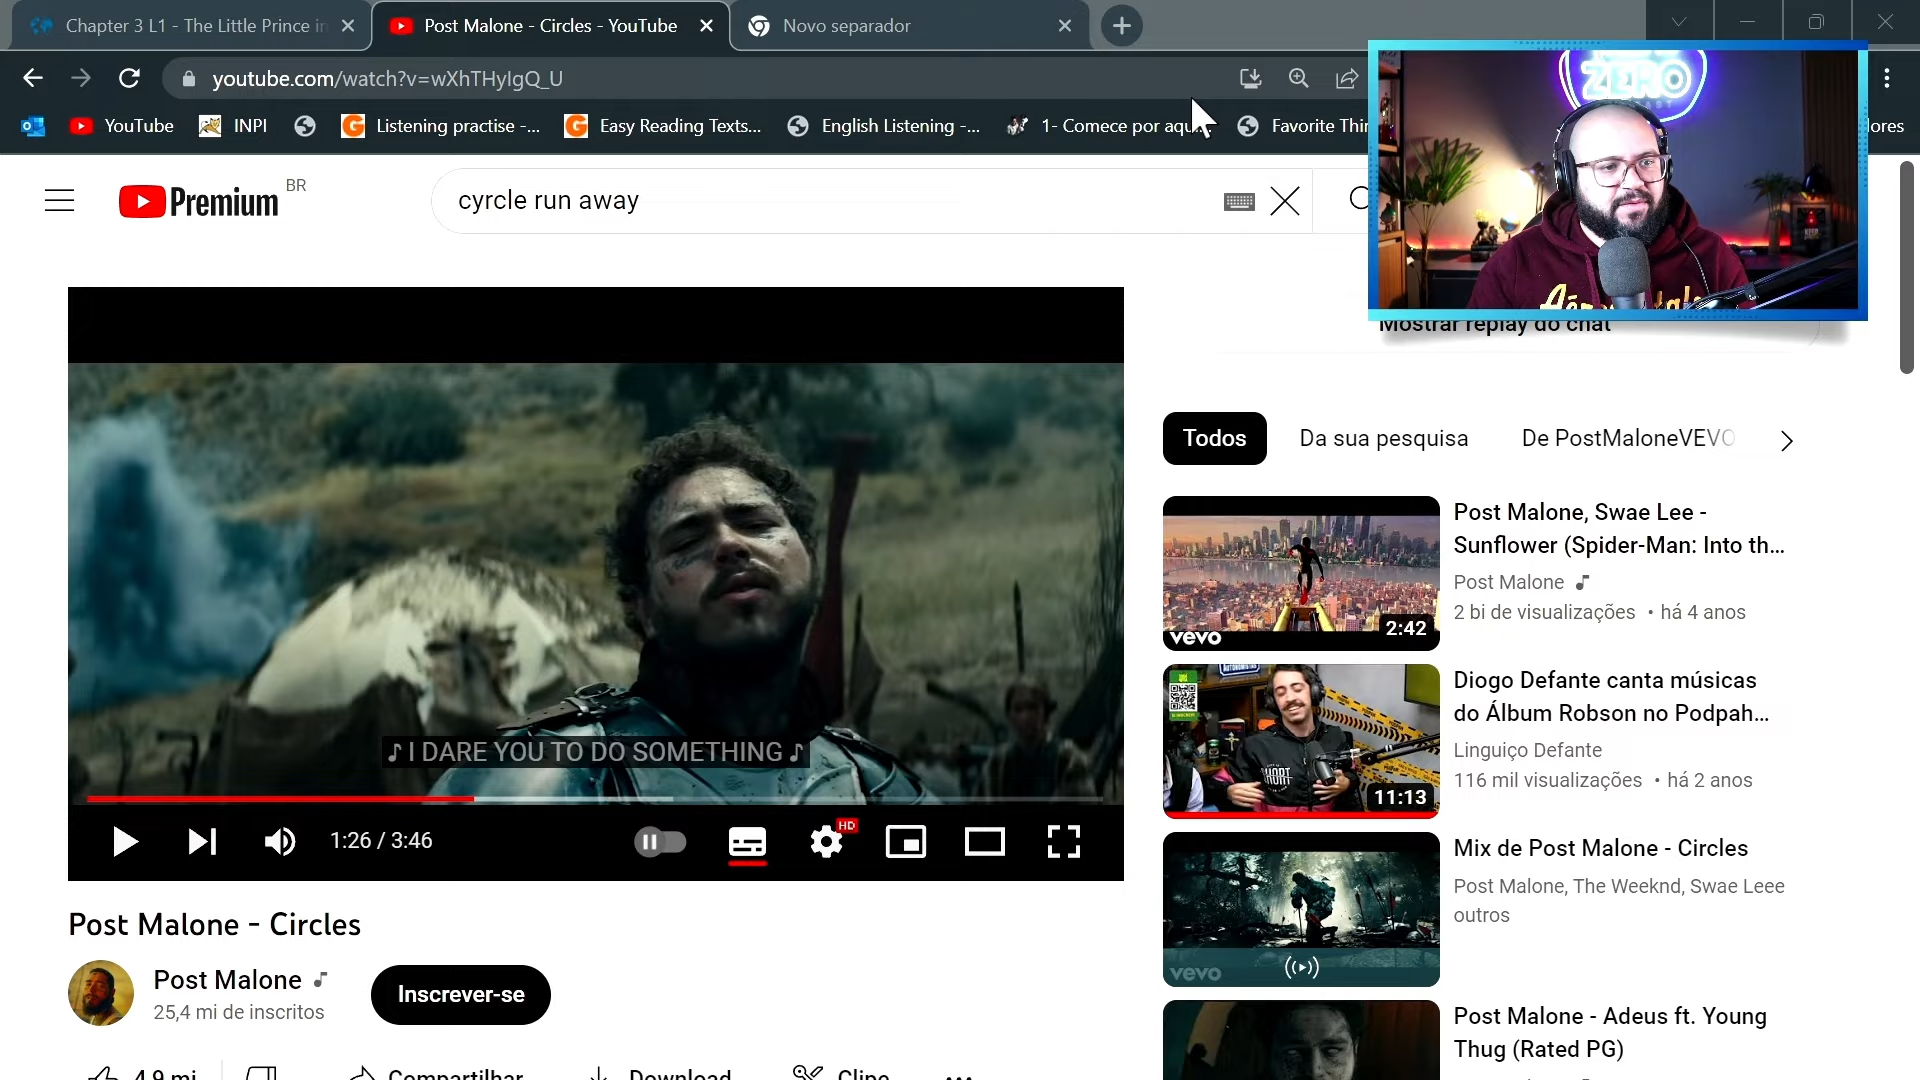 Chapter 3 L1 - The Little Prince in
Post Malone - Circles - YouTube
Novo separador
youtube.com/watch?v=wXhTHyIgQ_U
YouTube
INPI
Listening practise -...
Easy Reading Texts...
English Listening -...
1- Comece por aqu...
Favorite Thin
Premium
BR
cyrcle run away
ZERO
Mostrar replay do chat
♪ I DARE YOU TO DO SOMETHING ♪
1:26 / 3:46
HD
Post Malone - Circles
Post Malone
25,4 mi de inscritos
Inscrever-se
4,9 mi
Compartilhar
Download
Clipe
Todos
Da sua pesquisa
De PostMaloneVEVO
vevo
2:42
Post Malone, Swae Lee -
Sunflower (Spider-Man: Into th...
Post Malone
2 bi de visualizações • há 4 anos
11:13
Diogo Defante canta músicas
do Álbum Robson no Podpah...
Linguiço Defante
116 mil visualizações • há 2 anos
vevo
Mix de Post Malone - Circles
Post Malone, The Weeknd, Swae Leee
outros
Post Malone - Adeus ft. Young
Thug (Rated PG)